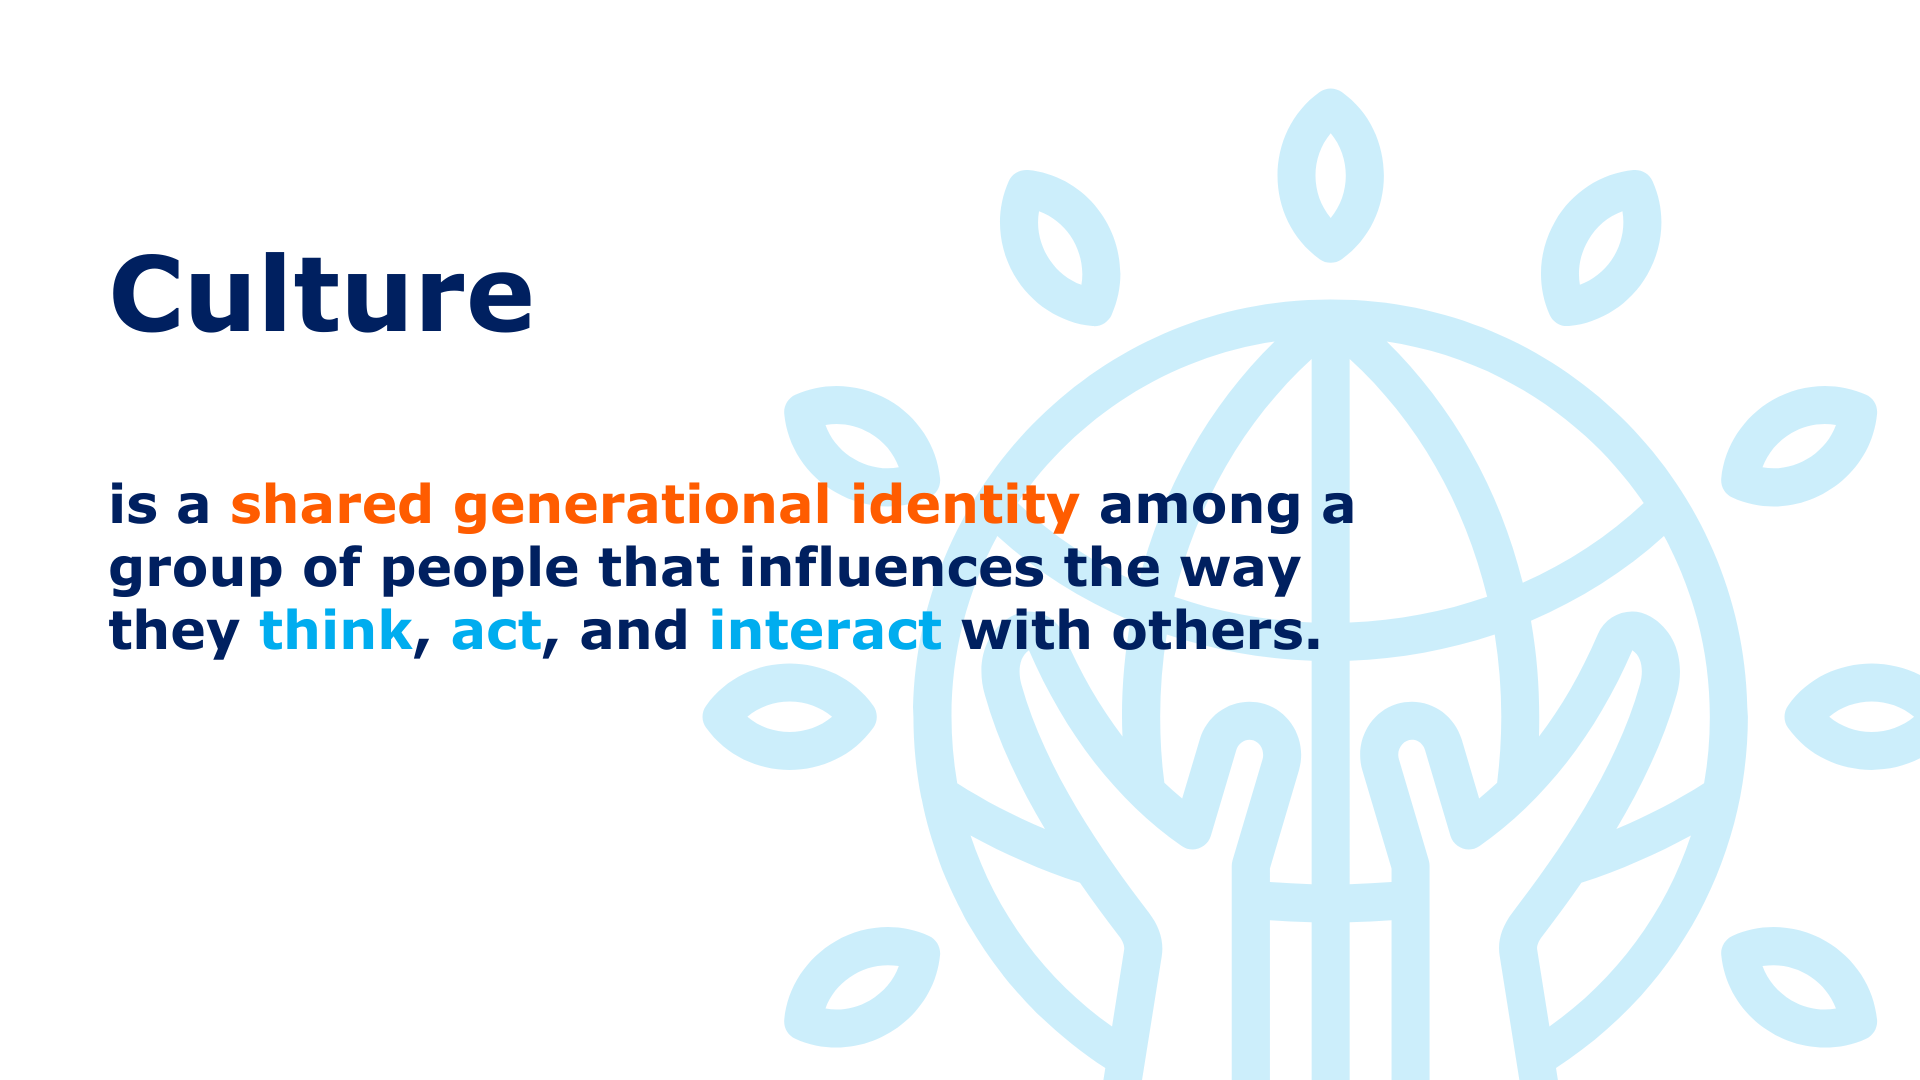 Culture
is a shared generational identity among a
group of people that influences the way
they think, act, and interact with others.